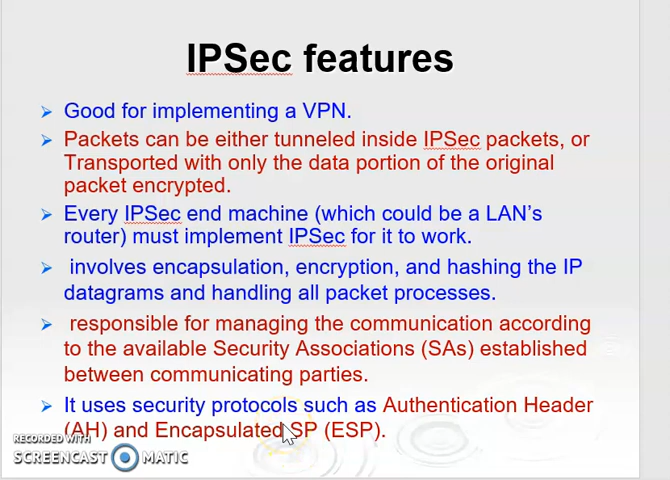 IPSec features
Good for implementing a VPN.
Packets can be either tunneled inside IPSec packets, or
Transported with only the data portion of the original
packet encrypted.
Every IPSec end machine (which could be a LAN's
router) must implement IPSec for it to work.
involves encapsulation, encryption, and hashing the IP
datagrams and handling all packet processes.
responsible for managing the communication according
to the available Security Associations (SAs) established
between communicating parties.
It uses security protocols such as Authentication Header
(AH) and Encapsulated SP (ESP).
RECORDED WITH
SCREENCAST MATIC